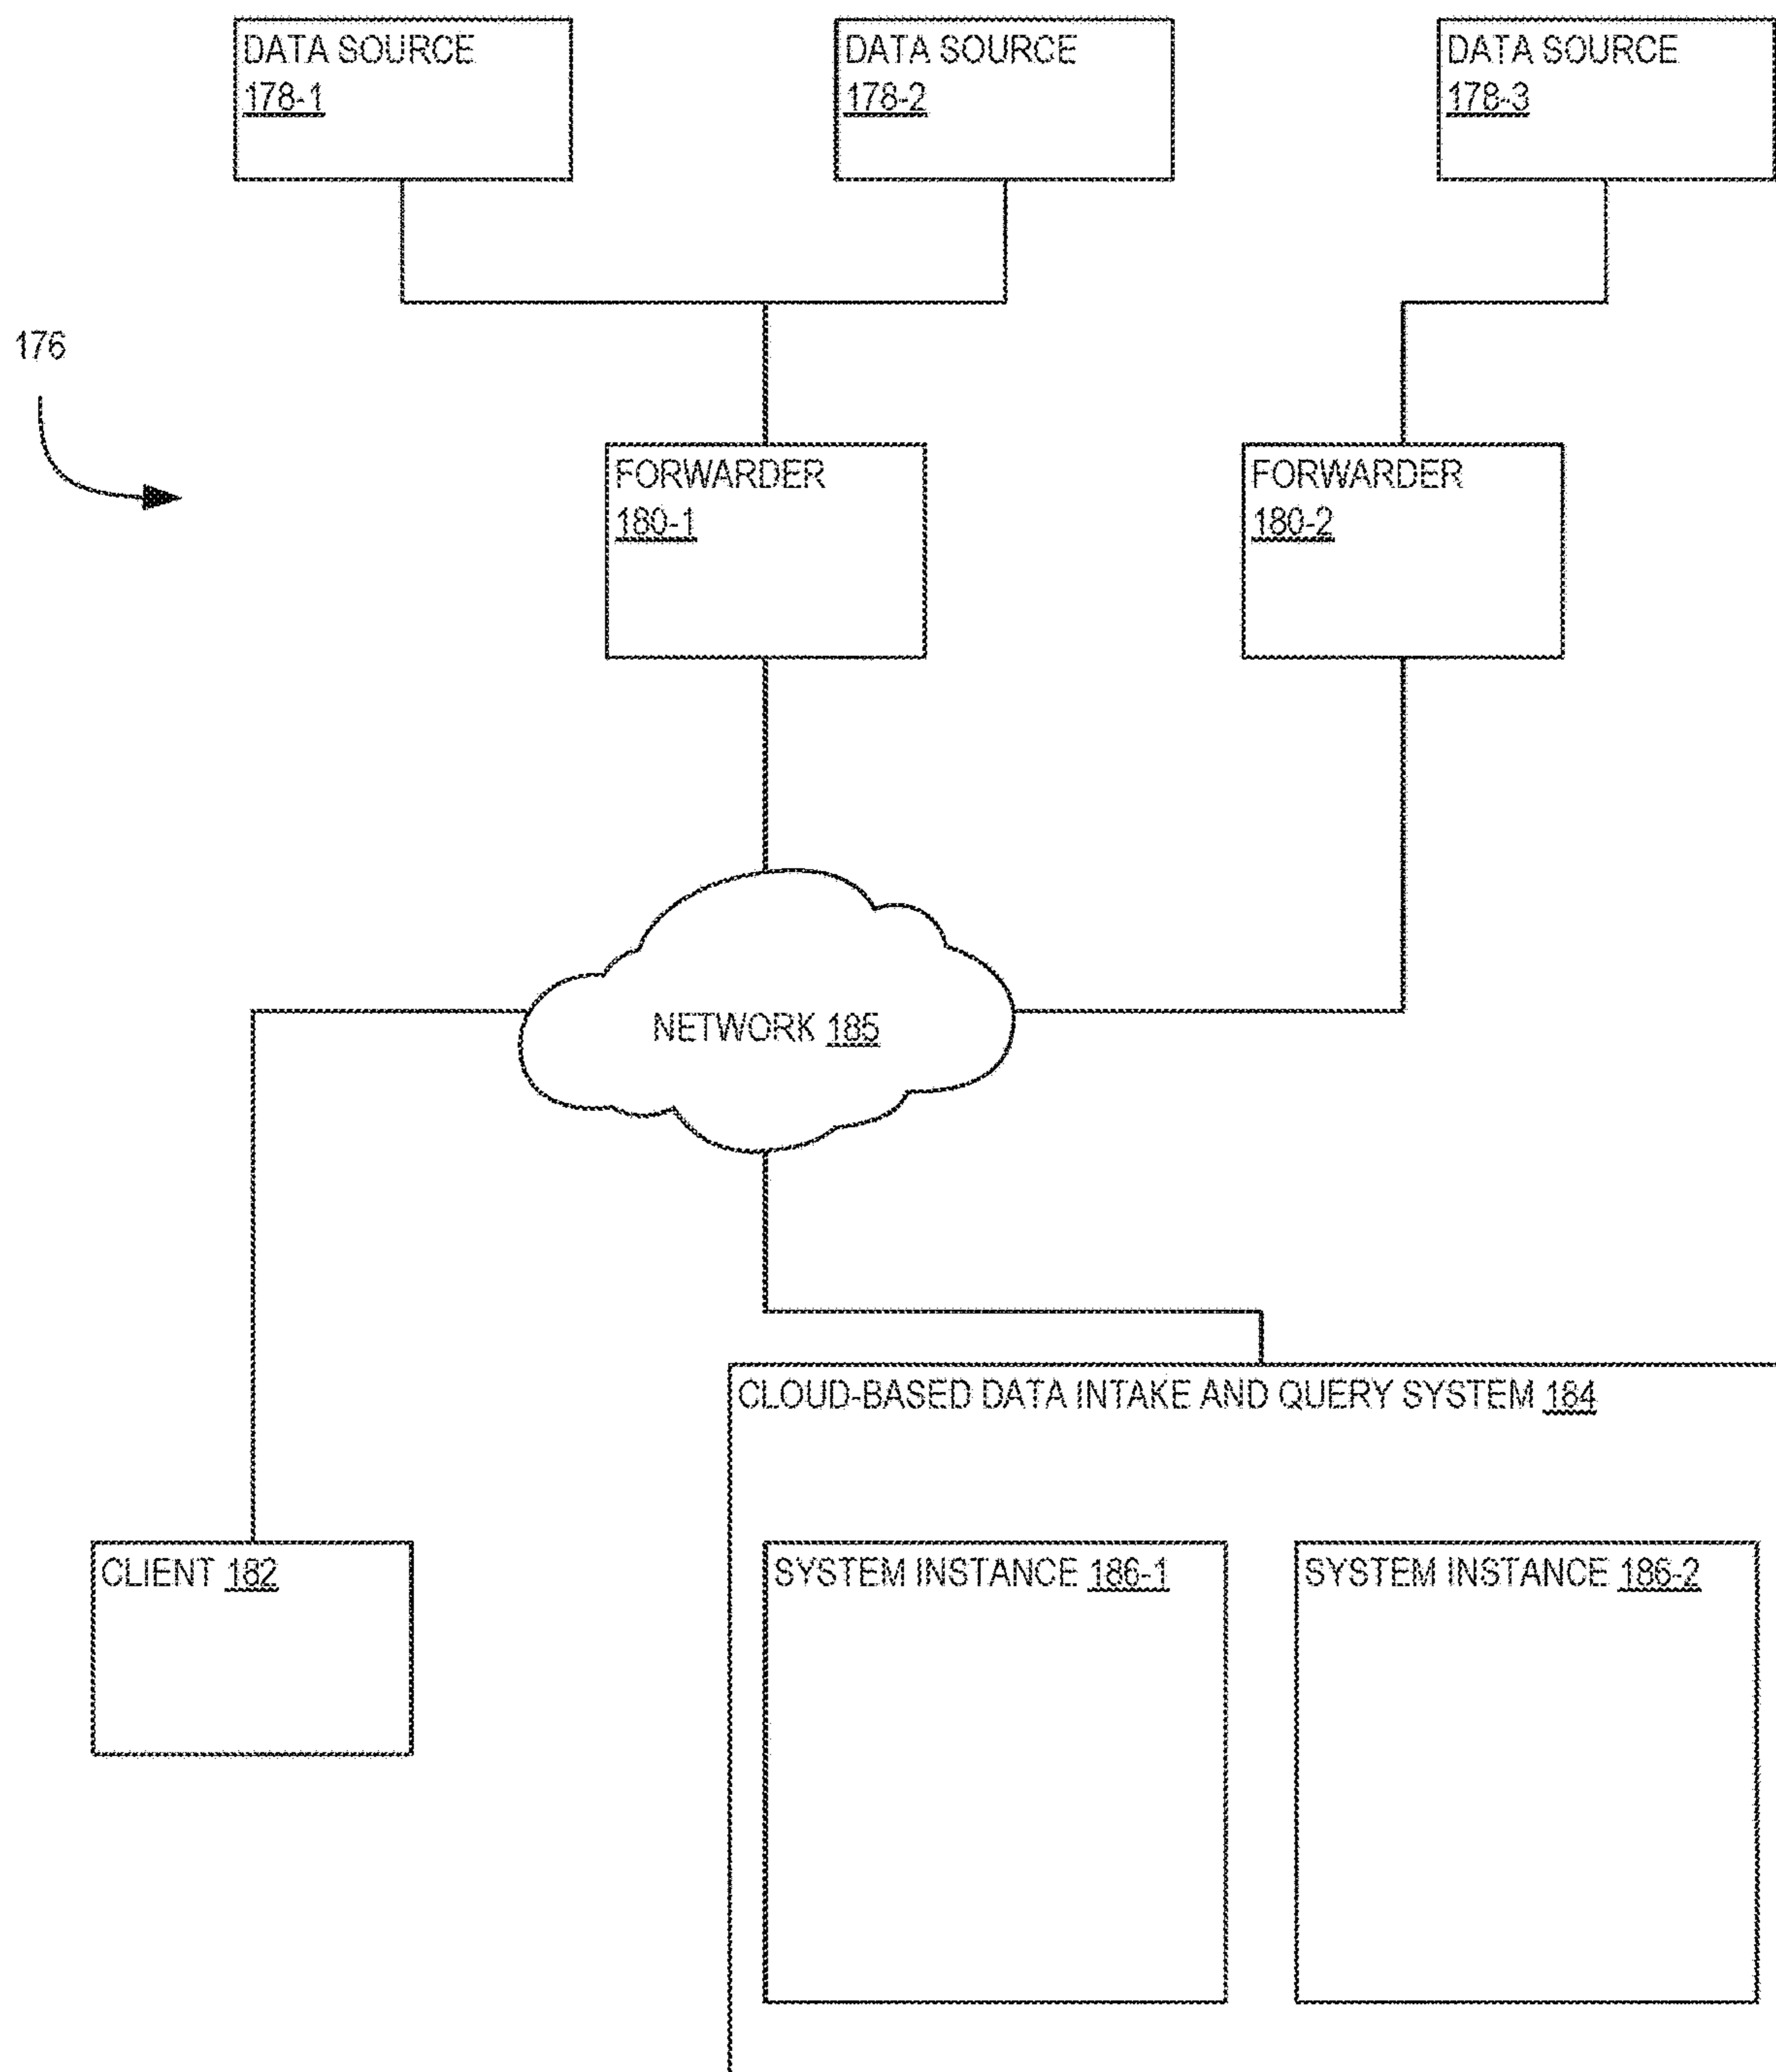 DATA SOURCE
178-1
DATA SOURCE
178-2
DATA SOURCE
178-3
176
FORWARDER
180-1
FORWARDER
180-2
NETWORK 185
CLOUD-BASED DATA INTAKE AND QUERY SYSTEM 184
CLIENT 182
SYSTEM INSTANCE 186-1
SYSTEM INSTANCE 186-2